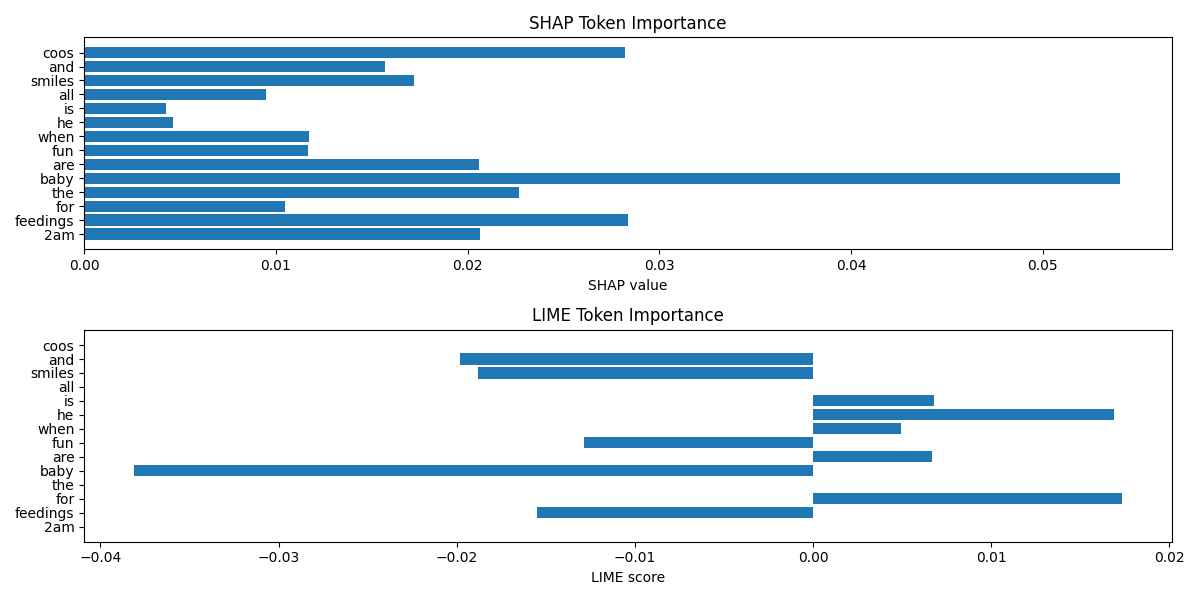 SHAP Token Importance
coos
and
smiles
all
is
he
when
fun
are
baby
the
for
feedings
2am
0.00 0.01 0.02 0.03 0.04 0.05
SHAP value
LIME Token Importance
coos
and
smiles
all
is
he
when
fun
are
baby
the
for
feedings
2am
−0.04 −0.03 −0.02 −0.01 0.00 0.01 0.02
LIME score